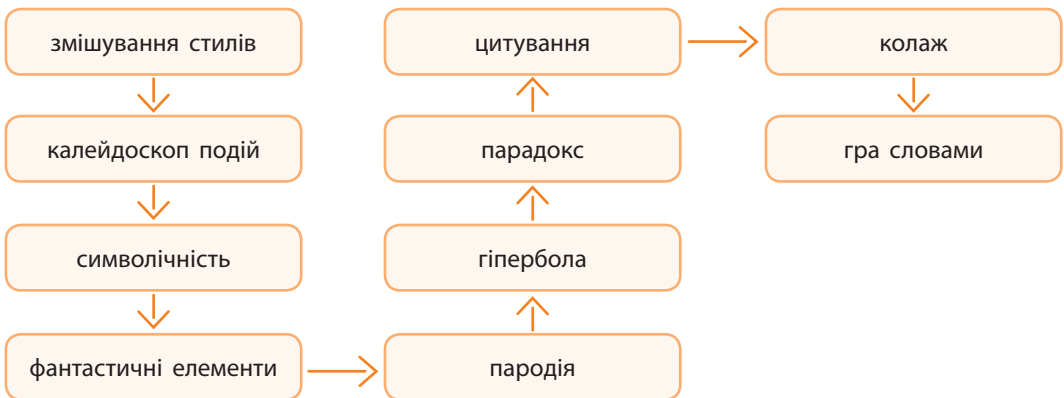 змішування стилів
калейдоскоп подій
символічність
фантастичні елементи
пародія
гіпербола
парадокс
цитування
колаж
гра словами